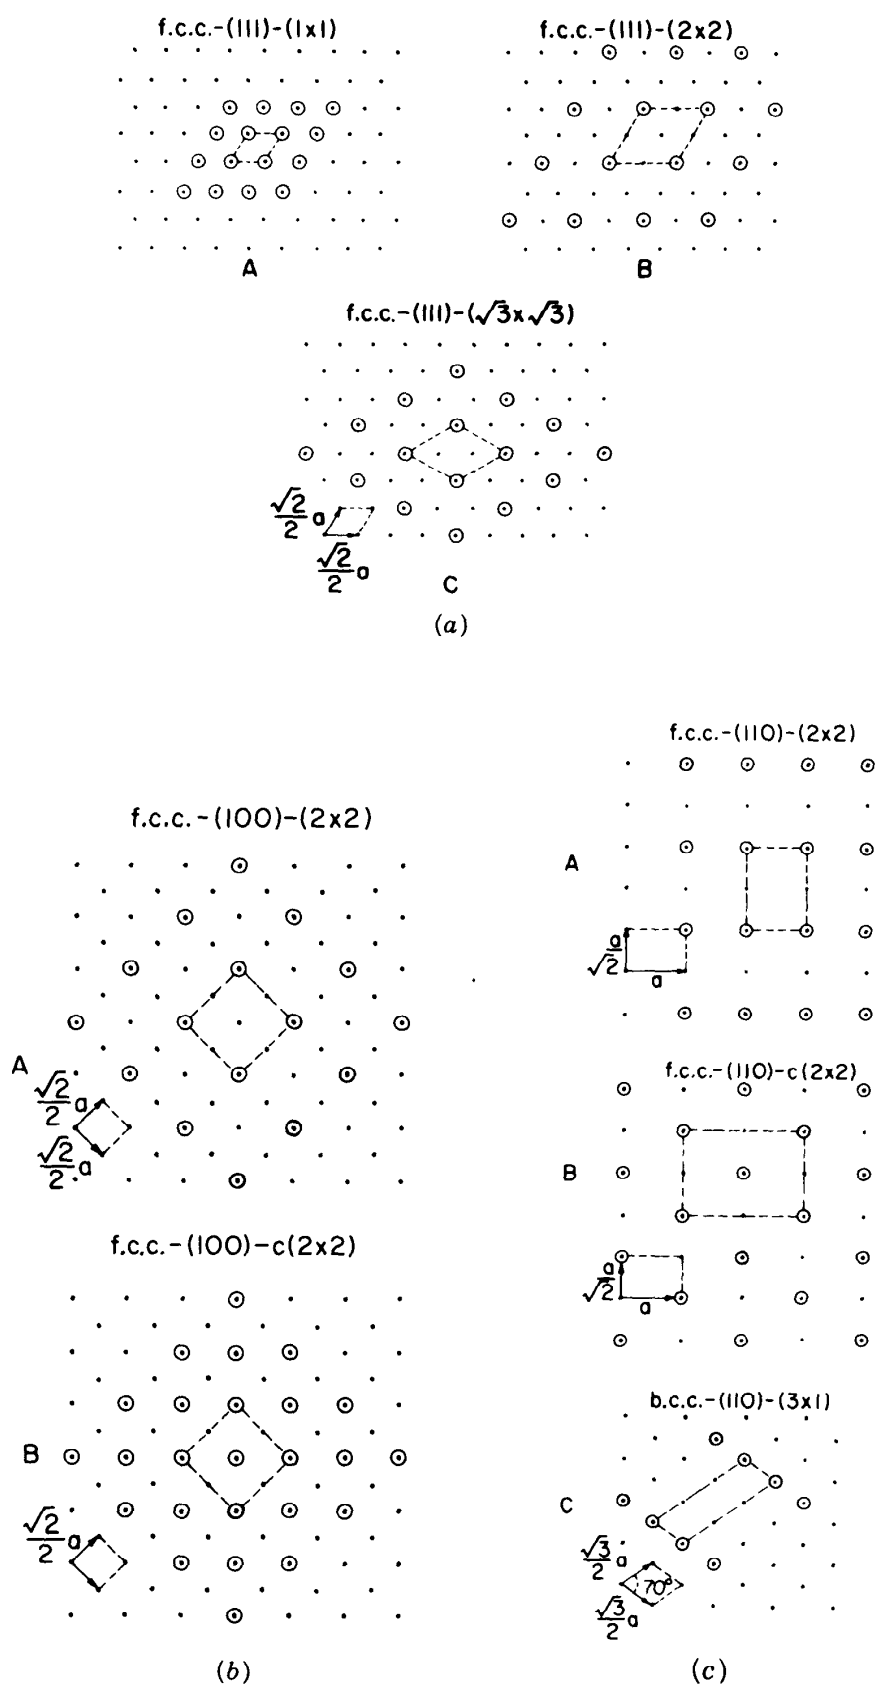 f.c.c.-(111)-(1x1)
f.c.c.-(111)-(2x2)
A
B
f.c.c.-(111)-(√3x√3)
√2/2 a
√2/2 a
C
(a)
f.c.c.-(110)-(2x2)
f.c.c.-(100)-(2x2)
A
a/√2
a
A
√2/2 a
√2/2 a
f.c.c.-(110)-c(2x2)
B
f.c.c.-(100)-c(2x2)
a/√2
a
b.c.c.-(110)-(3x1)
B
C
√2/2 a
√3/2 a
70°
√3/2 a
(b)
(c)